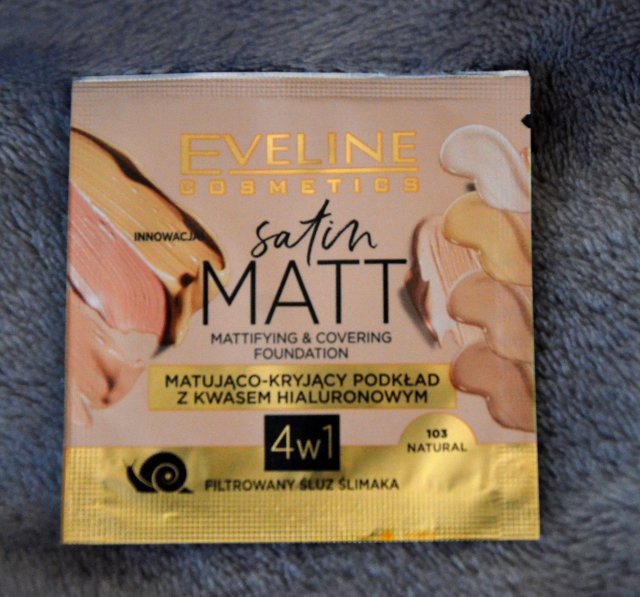 EVELINE
COSMETICS
INNOWACJA!
satin
MATT
MATTIFYING & COVERING
FOUNDATION
MATUJĄCO-KRYJĄCY PODKŁAD
Z KWASEM HIALURONOWYM
4w1
103
NATURAL
FILTROWANY ŚLUZ ŚLIMAKA